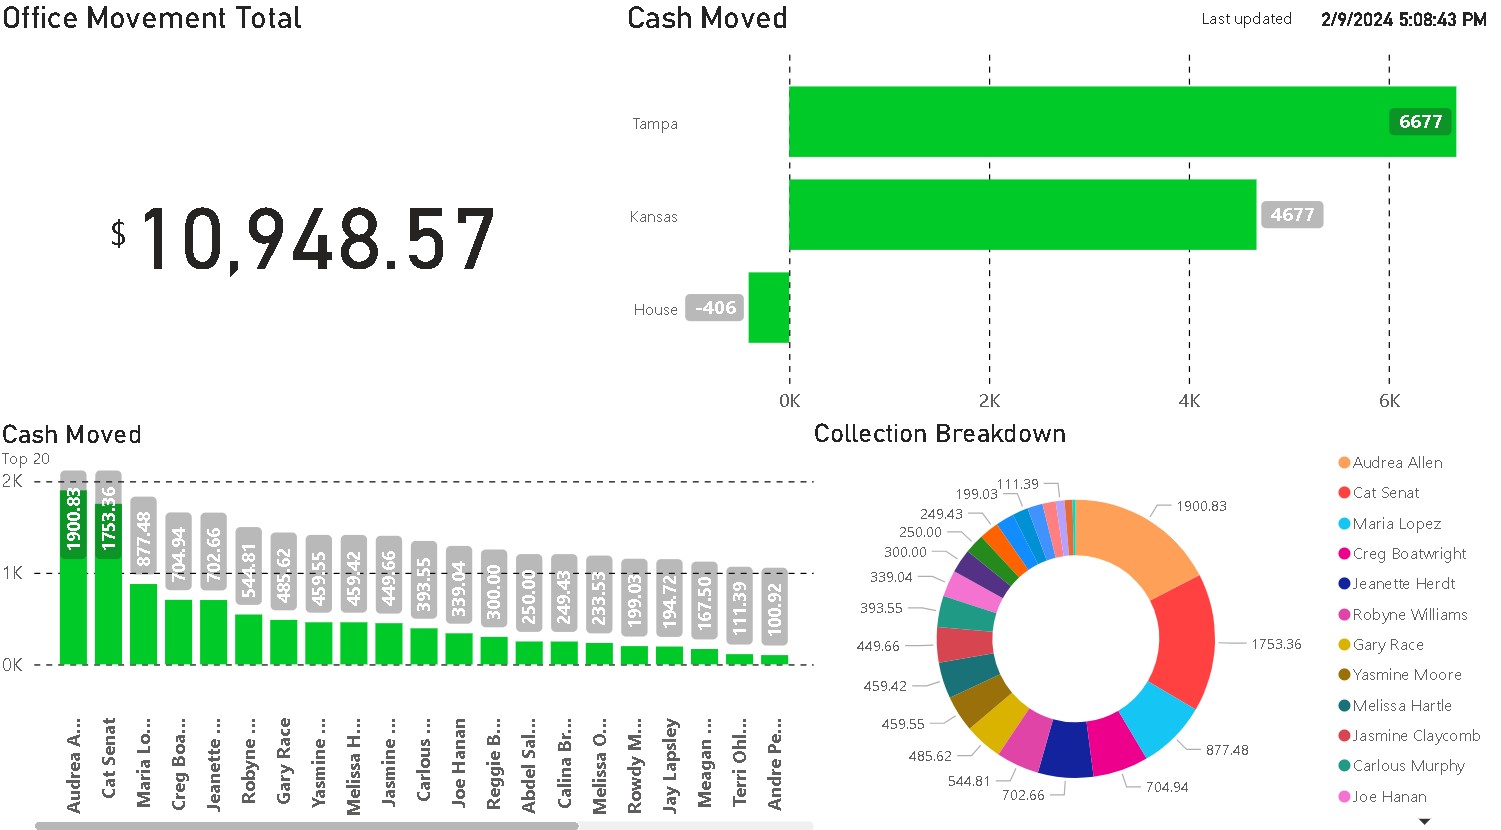 Office Movement Total
Cash Moved
Last updated 2/9/2024 5:08:43 PM
$ 10,948.57
Tampa 6677
Kansas 4677
House -406
0K 2K 4K 6K
Cash Moved
Top 20
2K
1K
0K
1900.83 1753.36 877.48 704.94 702.66 544.81 485.62 459.55 459.42 449.66 393.55 339.04 300.00 250.00 249.43 233.53 199.03 194.72 167.50 111.39 100.92
Audrea A... Cat Senat Maria Lo... Creg Boa... Jeanette ... Robyne ... Gary Race Yasmine ... Melissa H... Jasmine ... Carlous ... Joe Hanan Reggie B... Abdel Sal... Calina Br... Melissa O... Rowdy M... Jay Lapsley Meagan ... Terri Ohl... Andre Pe...
Collection Breakdown
1900.83
1753.36
877.48
704.94
702.66
544.81
485.62
459.55
459.42
449.66
393.55
339.04
300.00
250.00
249.43
199.03
111.39
Audrea Allen
Cat Senat
Maria Lopez
Creg Boatwright
Jeanette Herdt
Robyne Williams
Gary Race
Yasmine Moore
Melissa Hartle
Jasmine Claycomb
Carlous Murphy
Joe Hanan